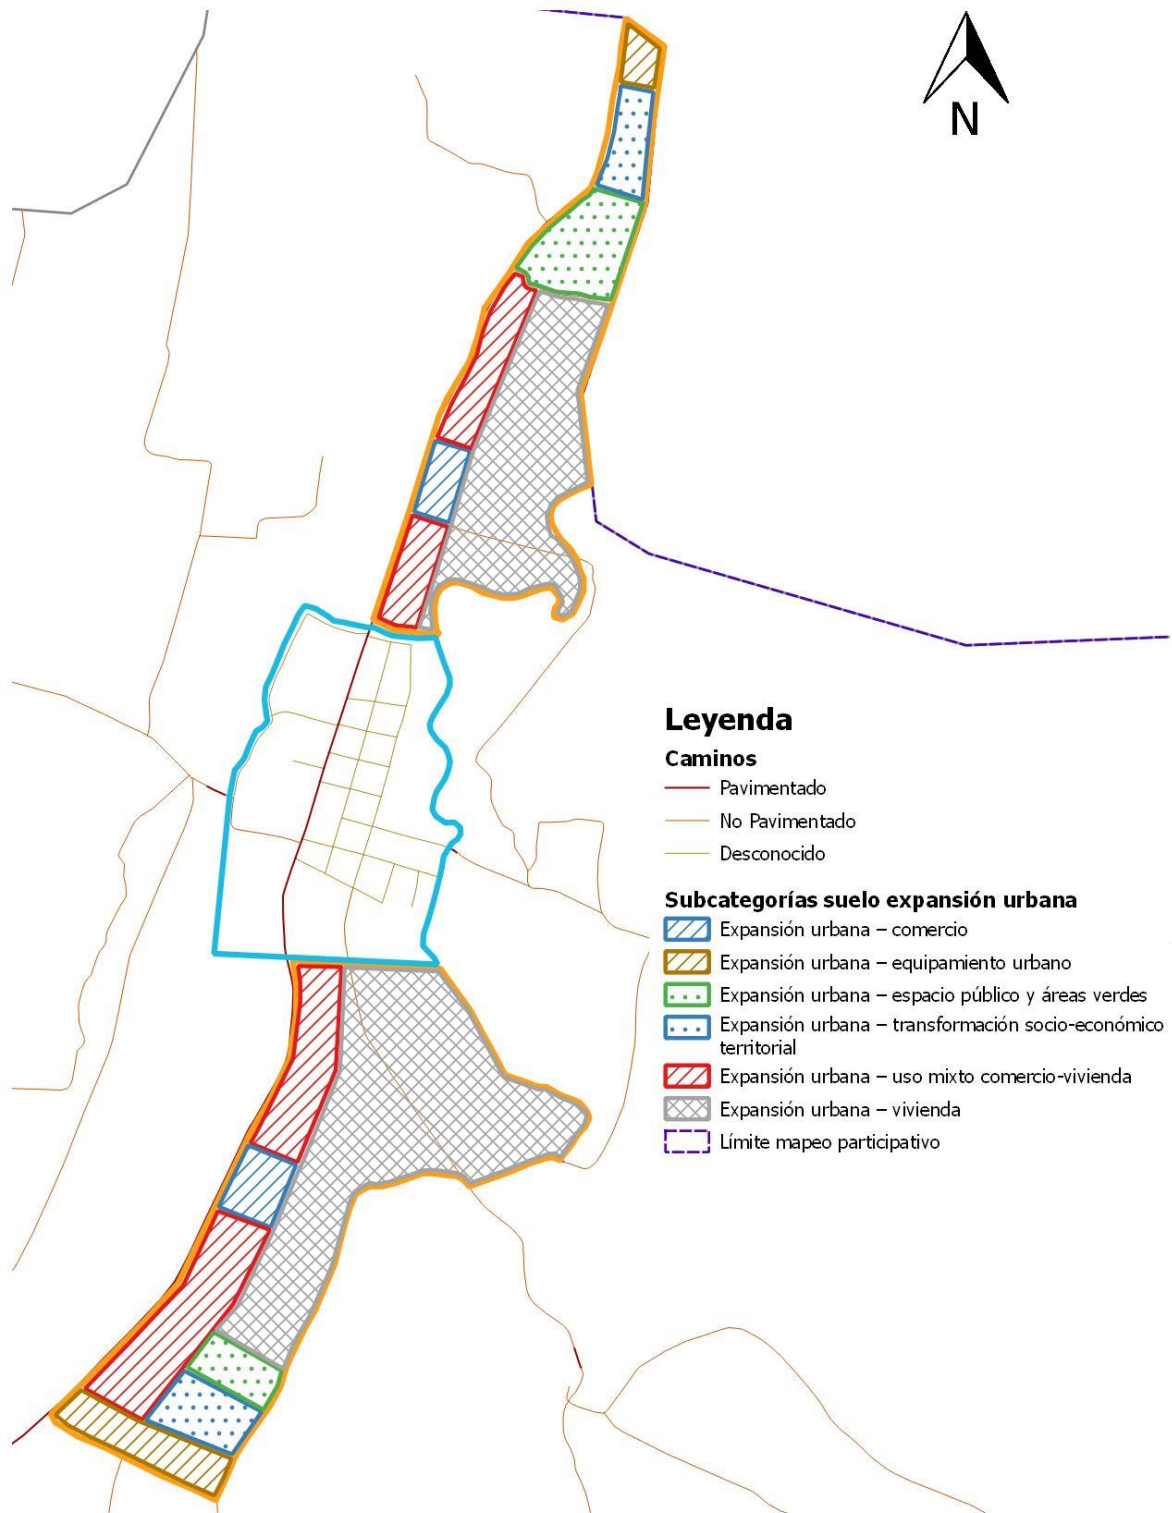 N
Leyenda
Caminos
Pavimentado
No Pavimentado
Desconocido
Subcategorías suelo expansión urbana
Expansión urbana – comercio
Expansión urbana – equipamiento urbano
Expansión urbana – espacio público y áreas verdes
Expansión urbana – transformación socio-económico
territorial
Expansión urbana – uso mixto comercio-vivienda
Expansión urbana – vivienda
Límite mapeo participativo